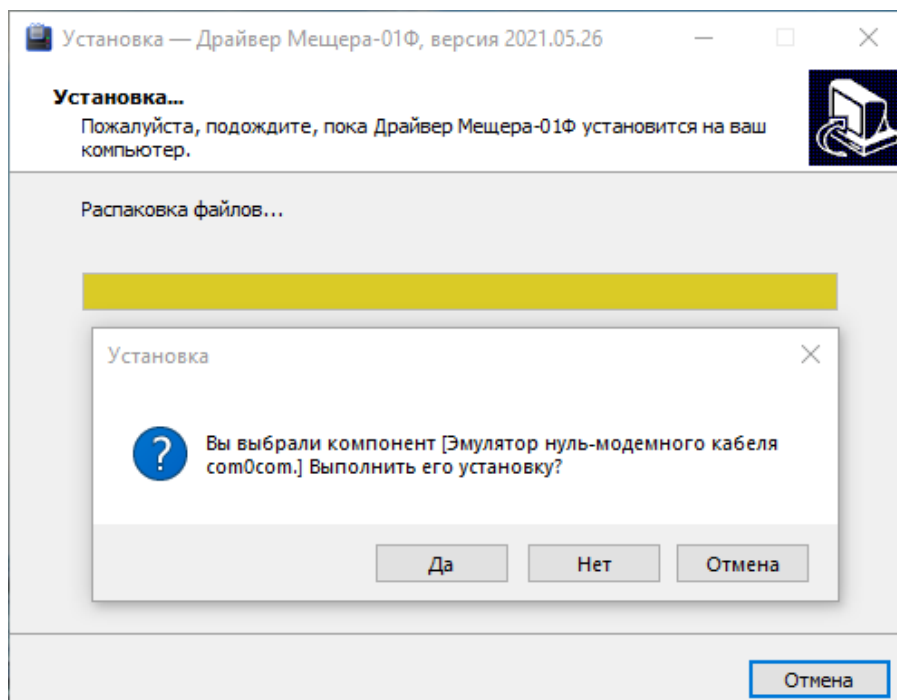 Установка — Драйвер Мещера-01Ф, версия 2021.05.26
Установка...
Пожалуйста, подождите, пока Драйвер Мещера-01Ф установится на ваш
компьютер.
Распаковка файлов...
Установка
Вы выбрали компонент [Эмулятор нуль-модемного кабеля
com0com.] Выполнить его установку?
Да
Нет
Отмена
Отмена